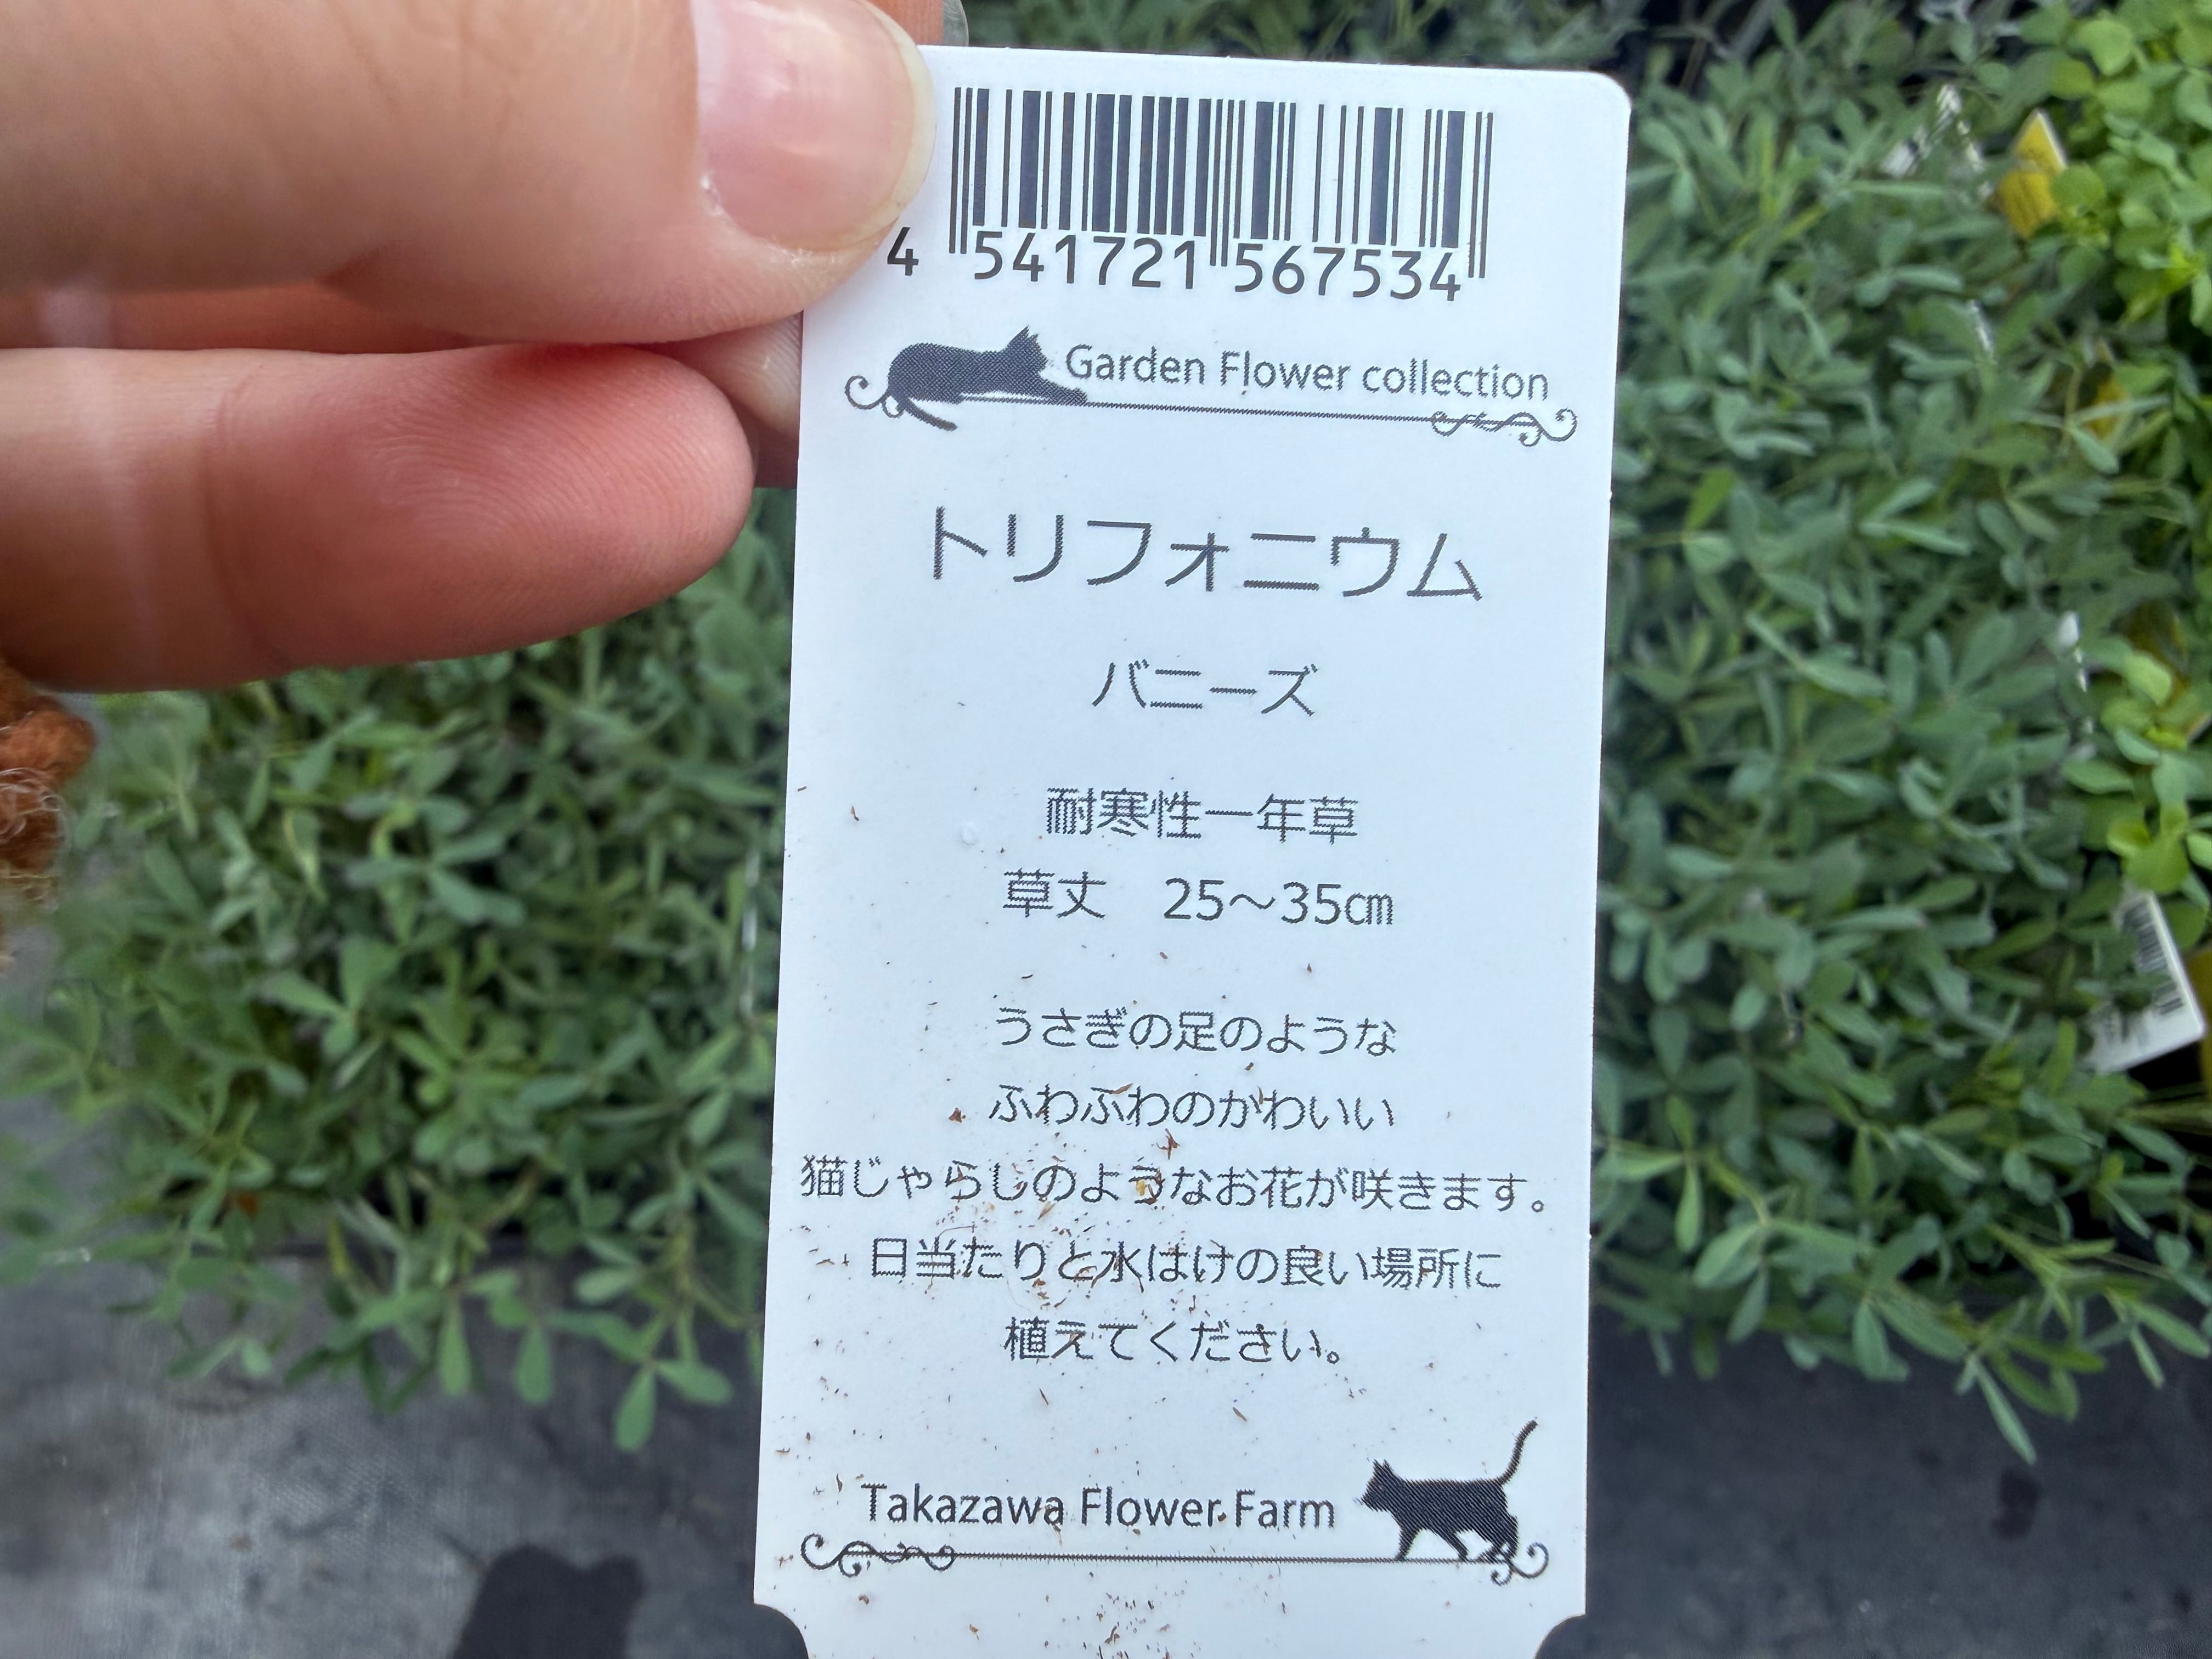 4 541721 567534
Garden Flower collection
トリフォニウム
バニーズ
耐寒性一年草
草丈　25～35㎝
うさぎの足のような
ふわふわのかわいい
猫じゃらしのようなお花が咲きます。
日当たりと水はけの良い場所に
植えてください。
Takazawa Flower Farm